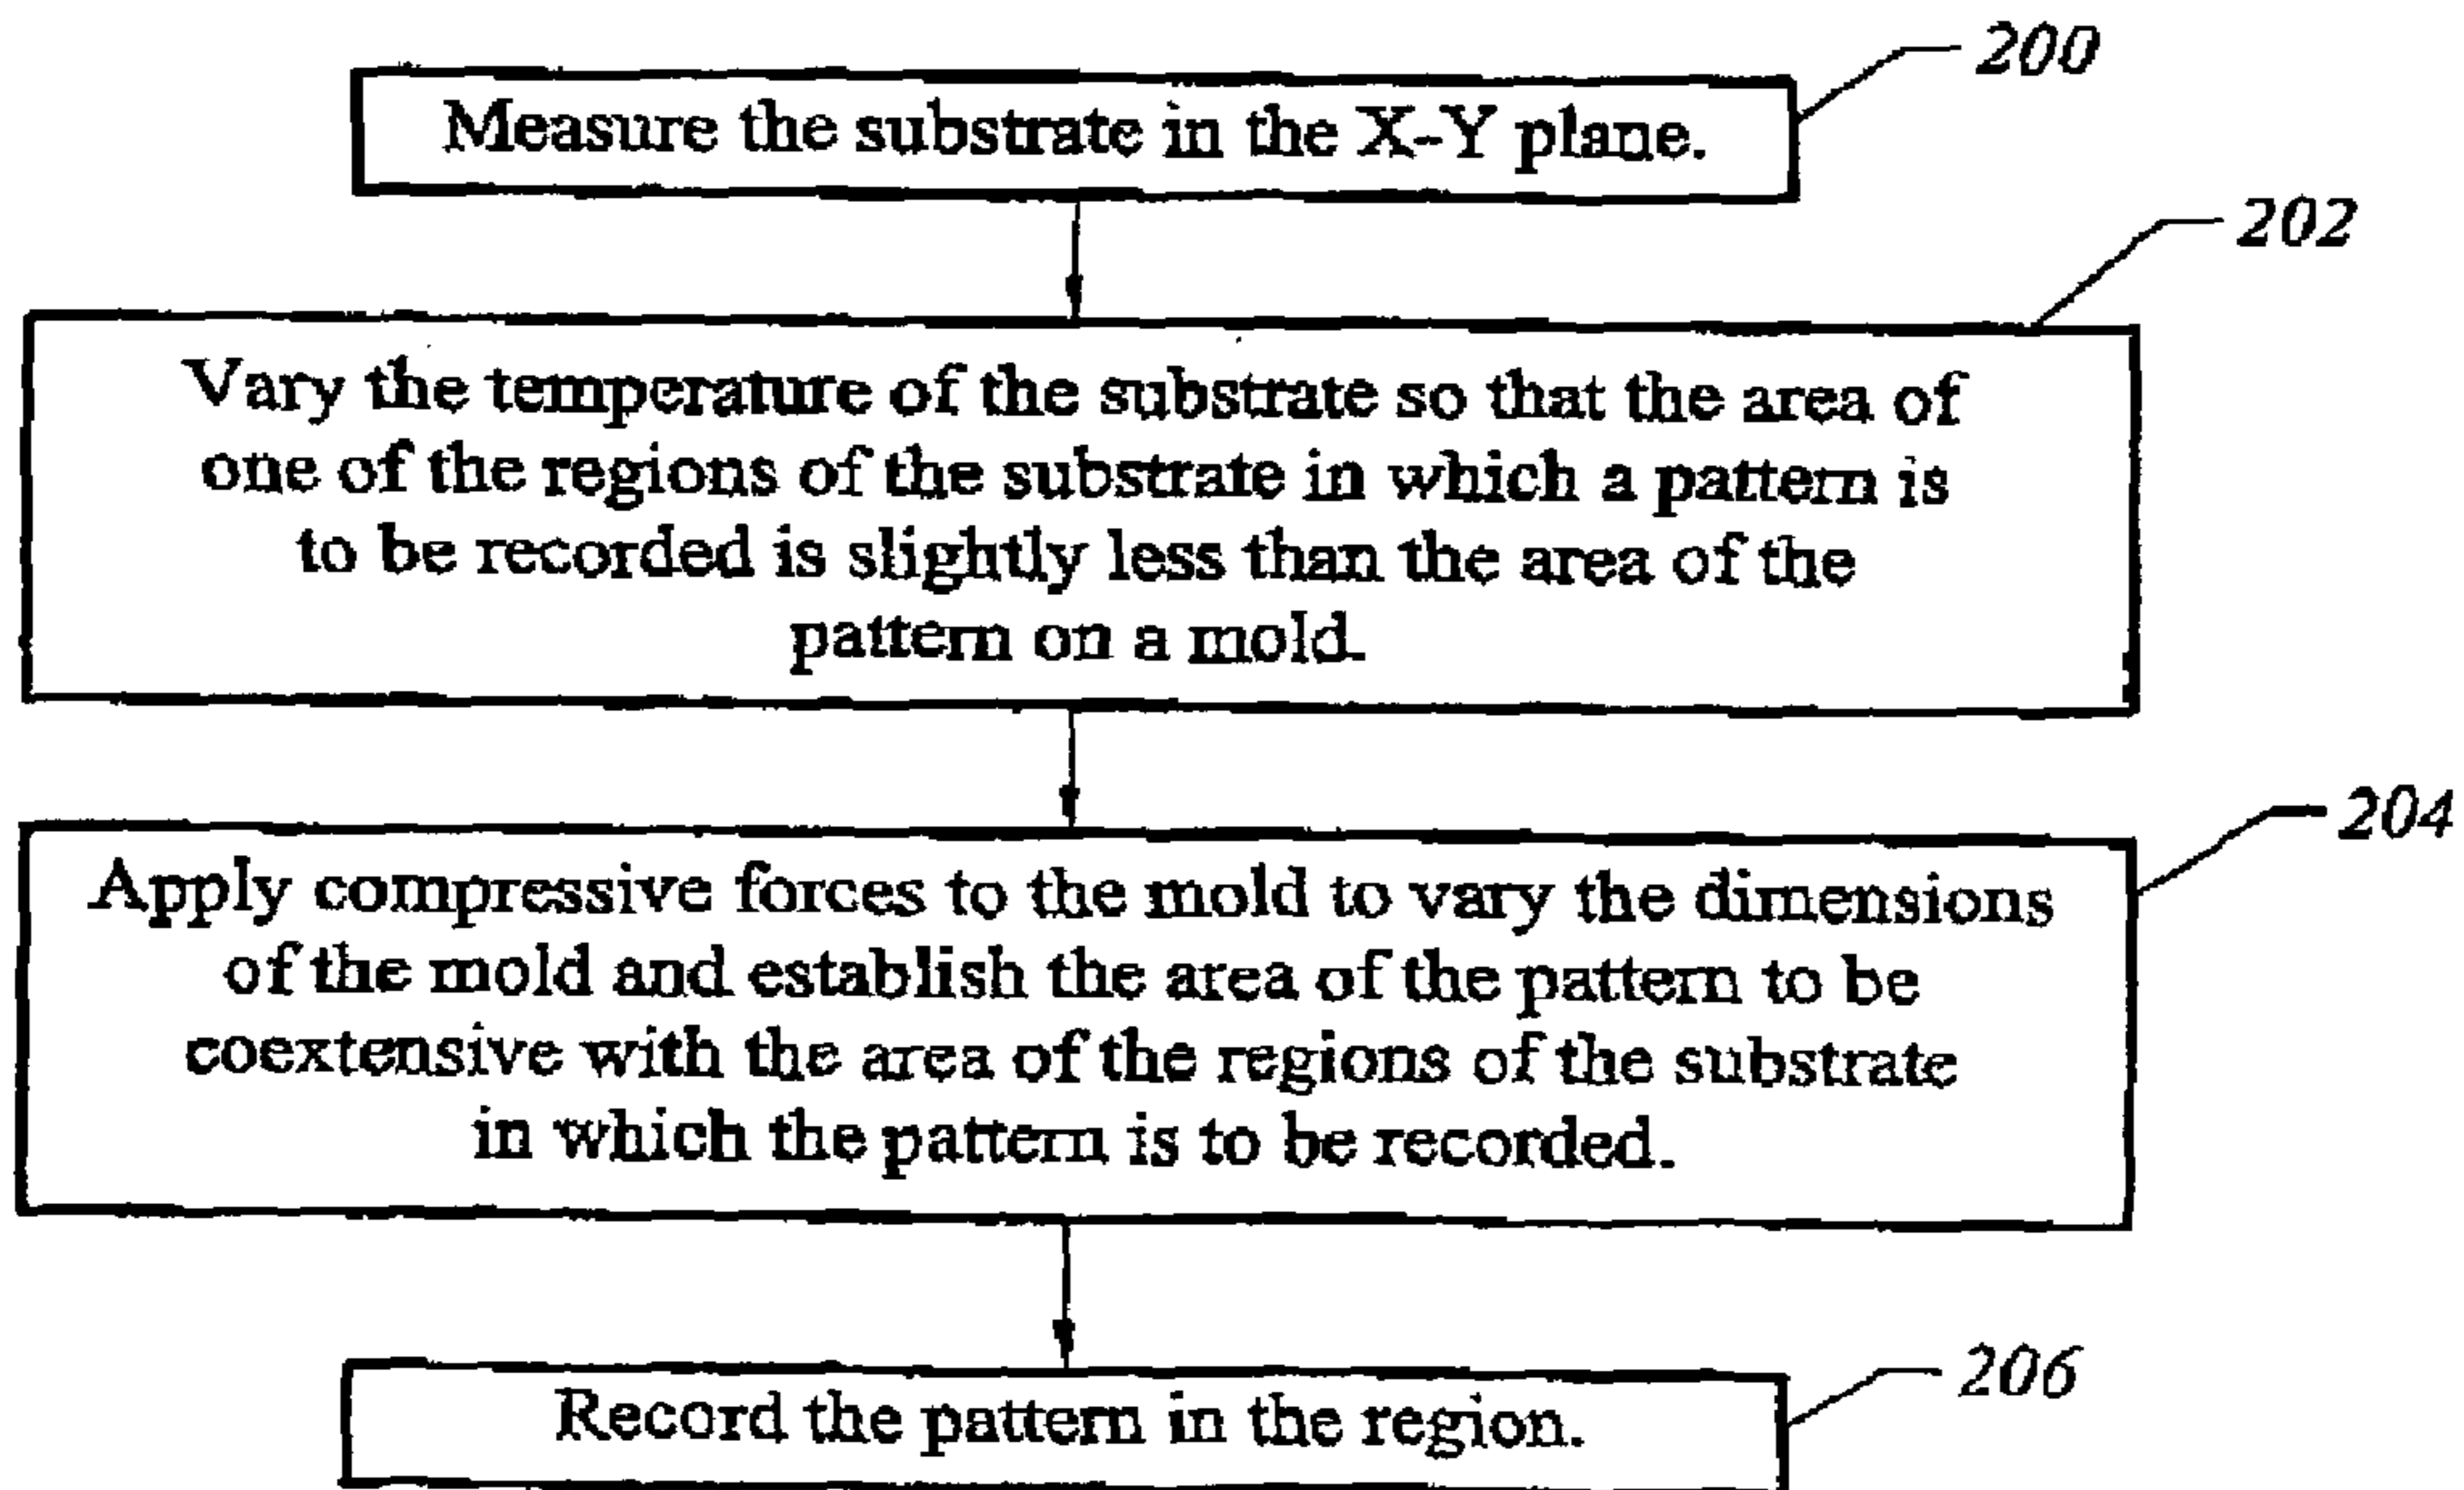 200
Measure the substrate in the X-Y plane.
202
Vary the temperature of the substrate so that the area of
one of the regions of the substrate in which a pattern is
to be recorded is slightly less than the area of the
pattern on a mold.
204
Apply compressive forces to the mold to vary the dimensions
of the mold and establish the area of the pattern to be
coextensive with the area of the regions of the substrate
in which the pattern is to be recorded.
206
Record the pattern in the region.